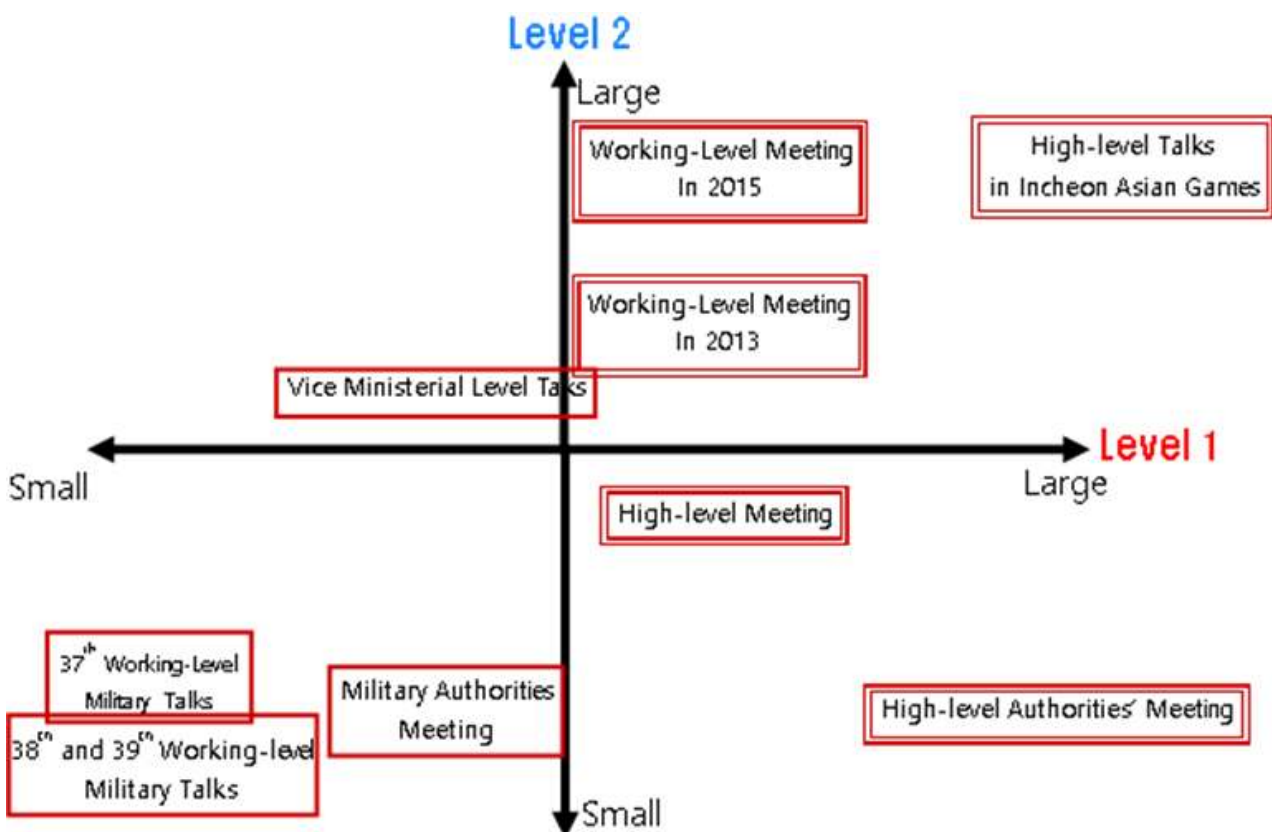 Level 2
Large
Working-Level Meeting
In 2015
High-level Talks
in Incheon Asian Games
Working-Level Meeting
In 2013
Vice Ministerial Level Talks
Level 1
Small
Large
High-level Meeting
37th Working-Level
Military Talks
Military Authorities
Meeting
High-level Authorities' Meeting
38th and 39th Working-level
Military Talks
Small